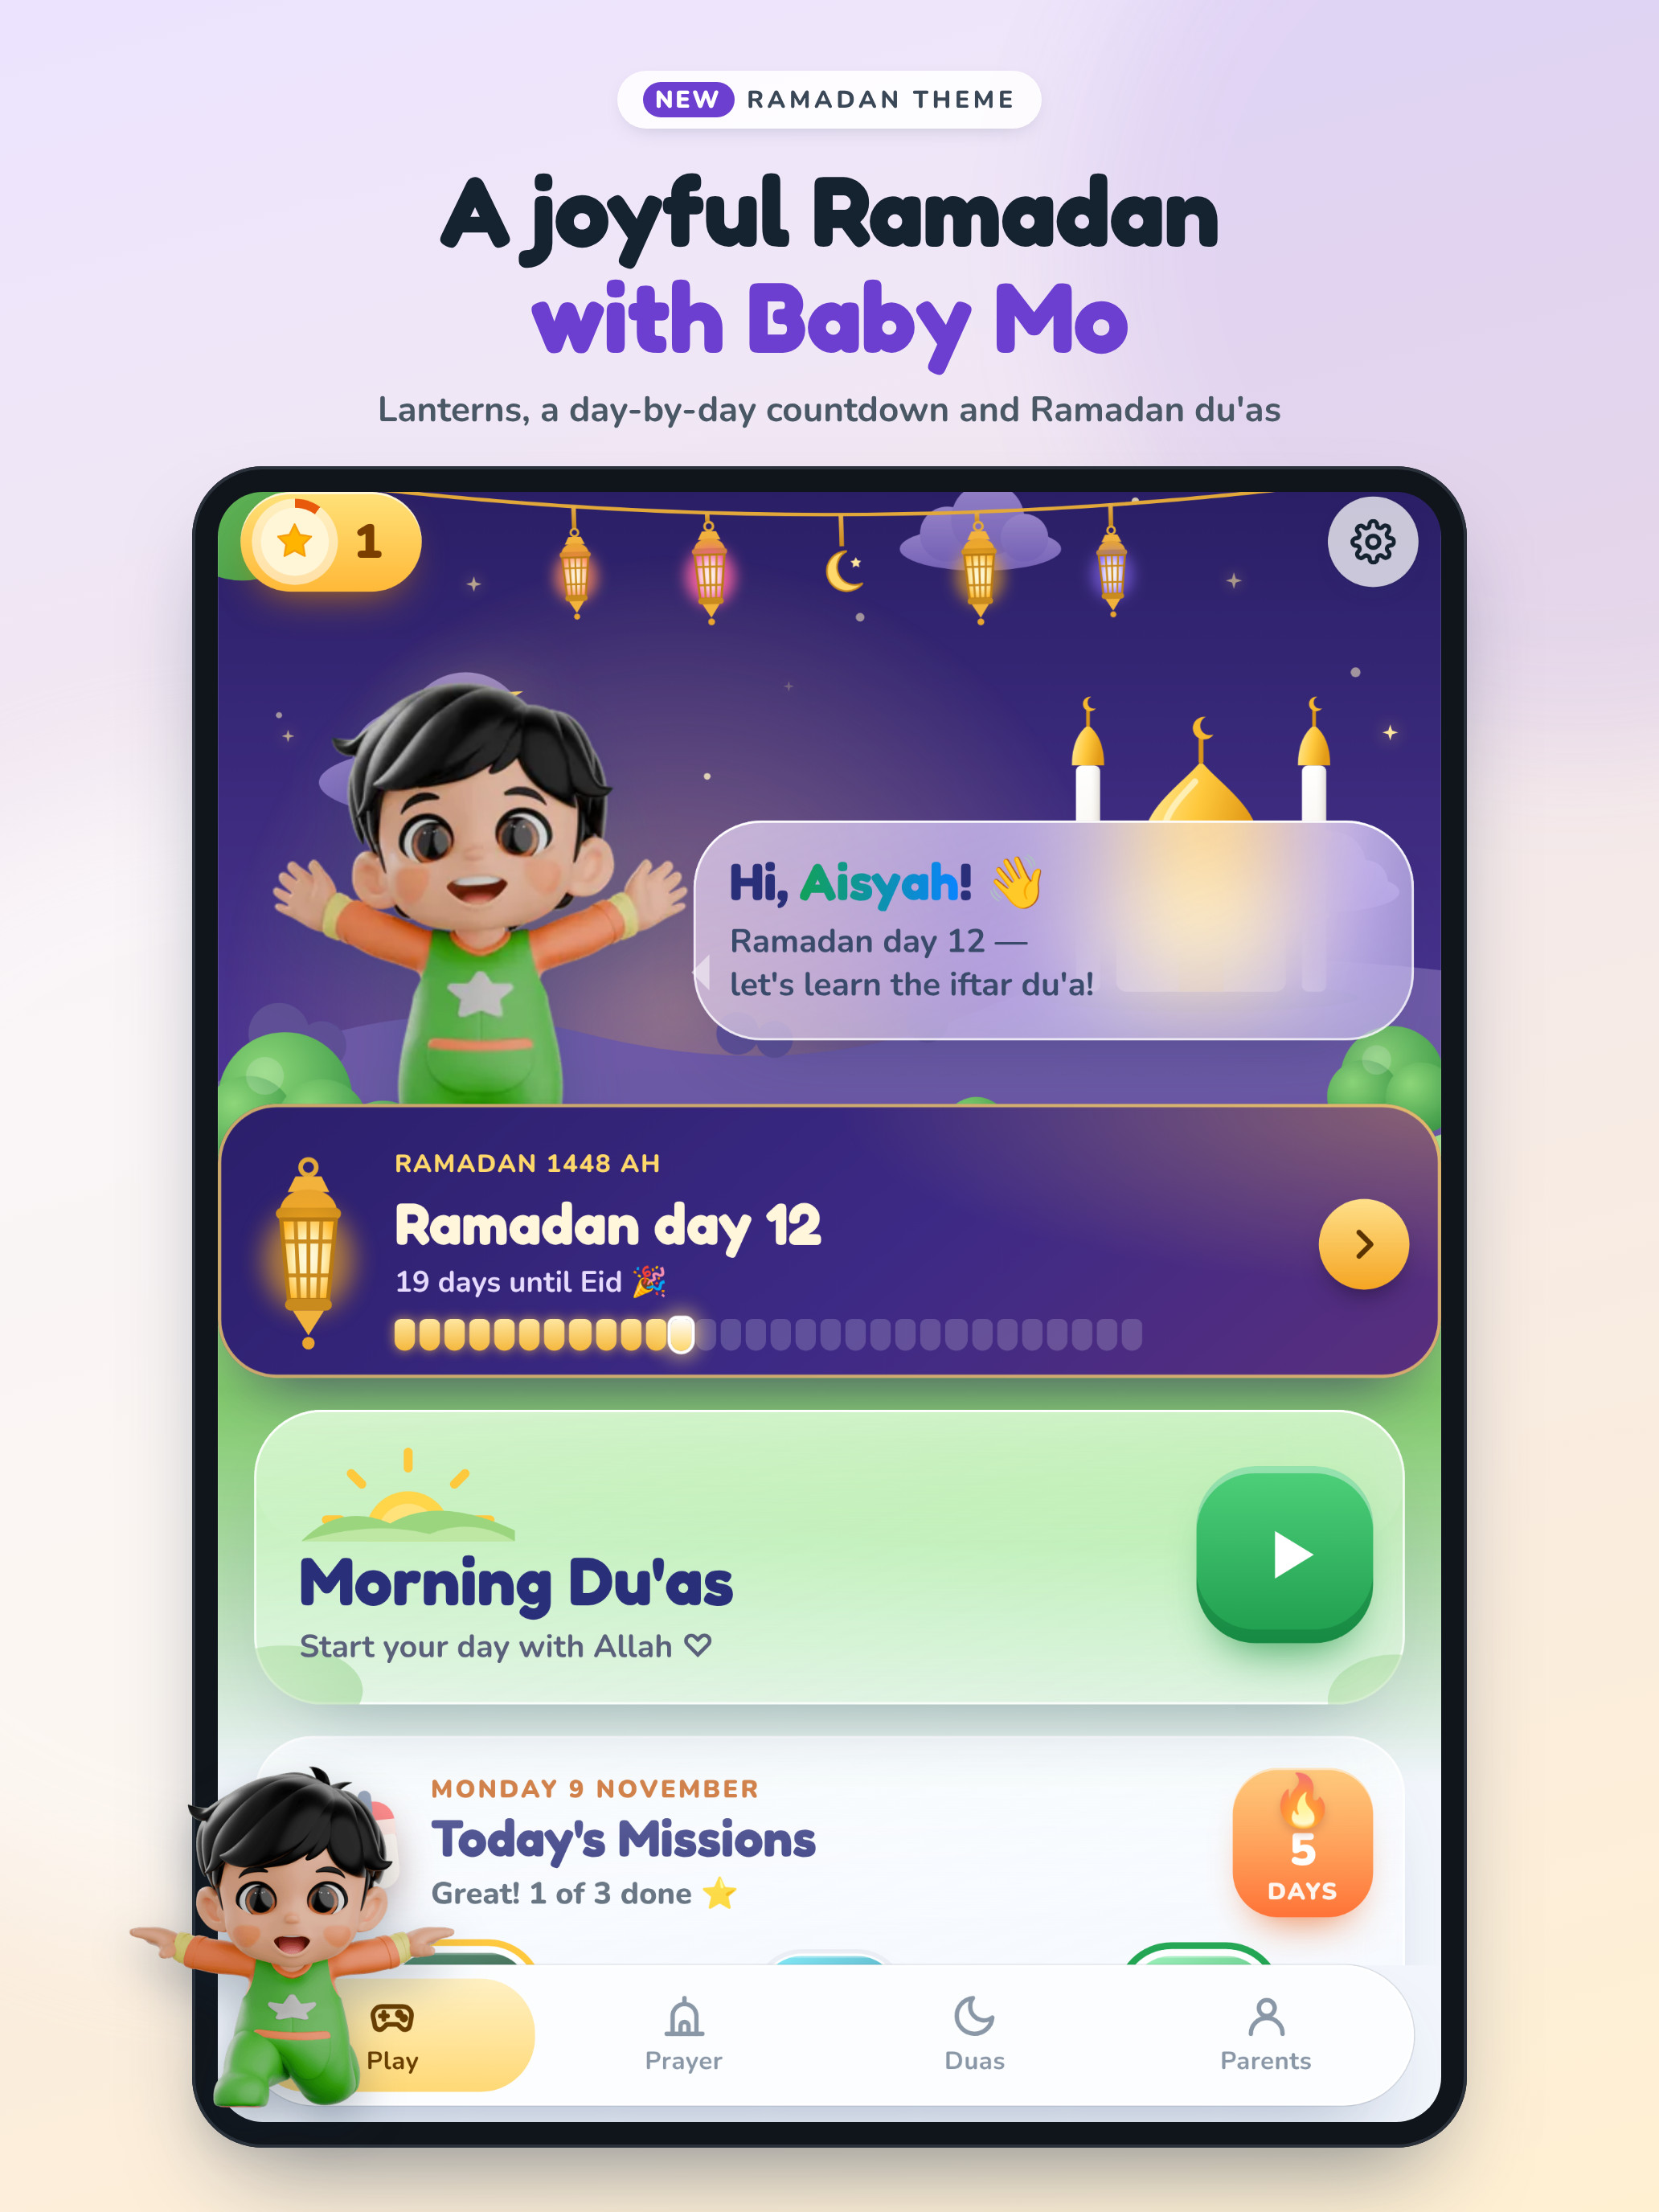 NEW RAMADAN THEME
A joyful Ramadan
with Baby Mo
Lanterns, a day-by-day countdown and Ramadan du'as
1
Hi, Aisyah! 👋
Ramadan day 12 —
let's learn the iftar du'a!
RAMADAN 1448 AH
Ramadan day 12
19 days until Eid 🎉
Morning Du'as
Start your day with Allah ♡
MONDAY 9 NOVEMBER
Today's Missions
Great! 1 of 3 done ⭐
🔥
5
DAYS
Play
Prayer
Duas
Parents